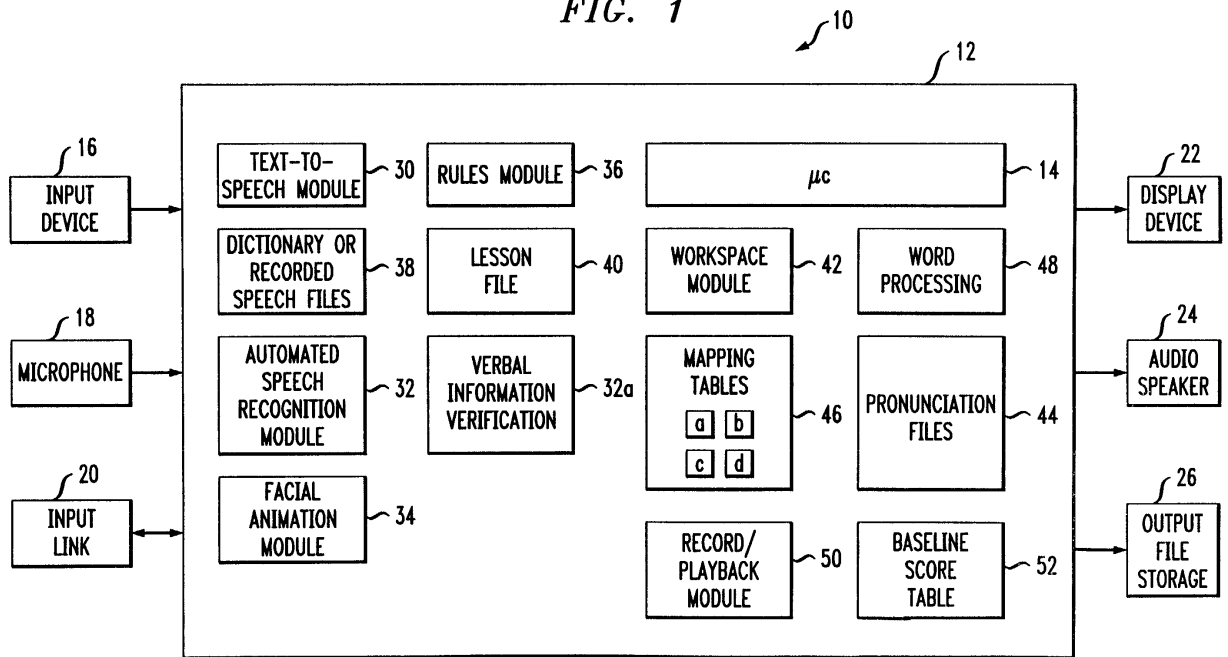 FIG. 1
10
12
16
INPUT
DEVICE
18
MICROPHONE
20
INPUT
LINK
TEXT-TO-
SPEECH MODULE
30
RULES MODULE
36
μc
14
DICTIONARY OR
RECORDED
SPEECH FILES
38
LESSON
FILE
40
WORKSPACE
MODULE
42
WORD
PROCESSING
48
AUTOMATED
SPEECH
RECOGNITION
MODULE
32
VERBAL
INFORMATION
VERIFICATION
32a
MAPPING
TABLES
a b
c d
46
PRONUNCIATION
FILES
44
FACIAL
ANIMATION
MODULE
34
RECORD/
PLAYBACK
MODULE
50
BASELINE
SCORE
TABLE
52
22
DISPLAY
DEVICE
24
AUDIO
SPEAKER
26
OUTPUT
FILE
STORAGE